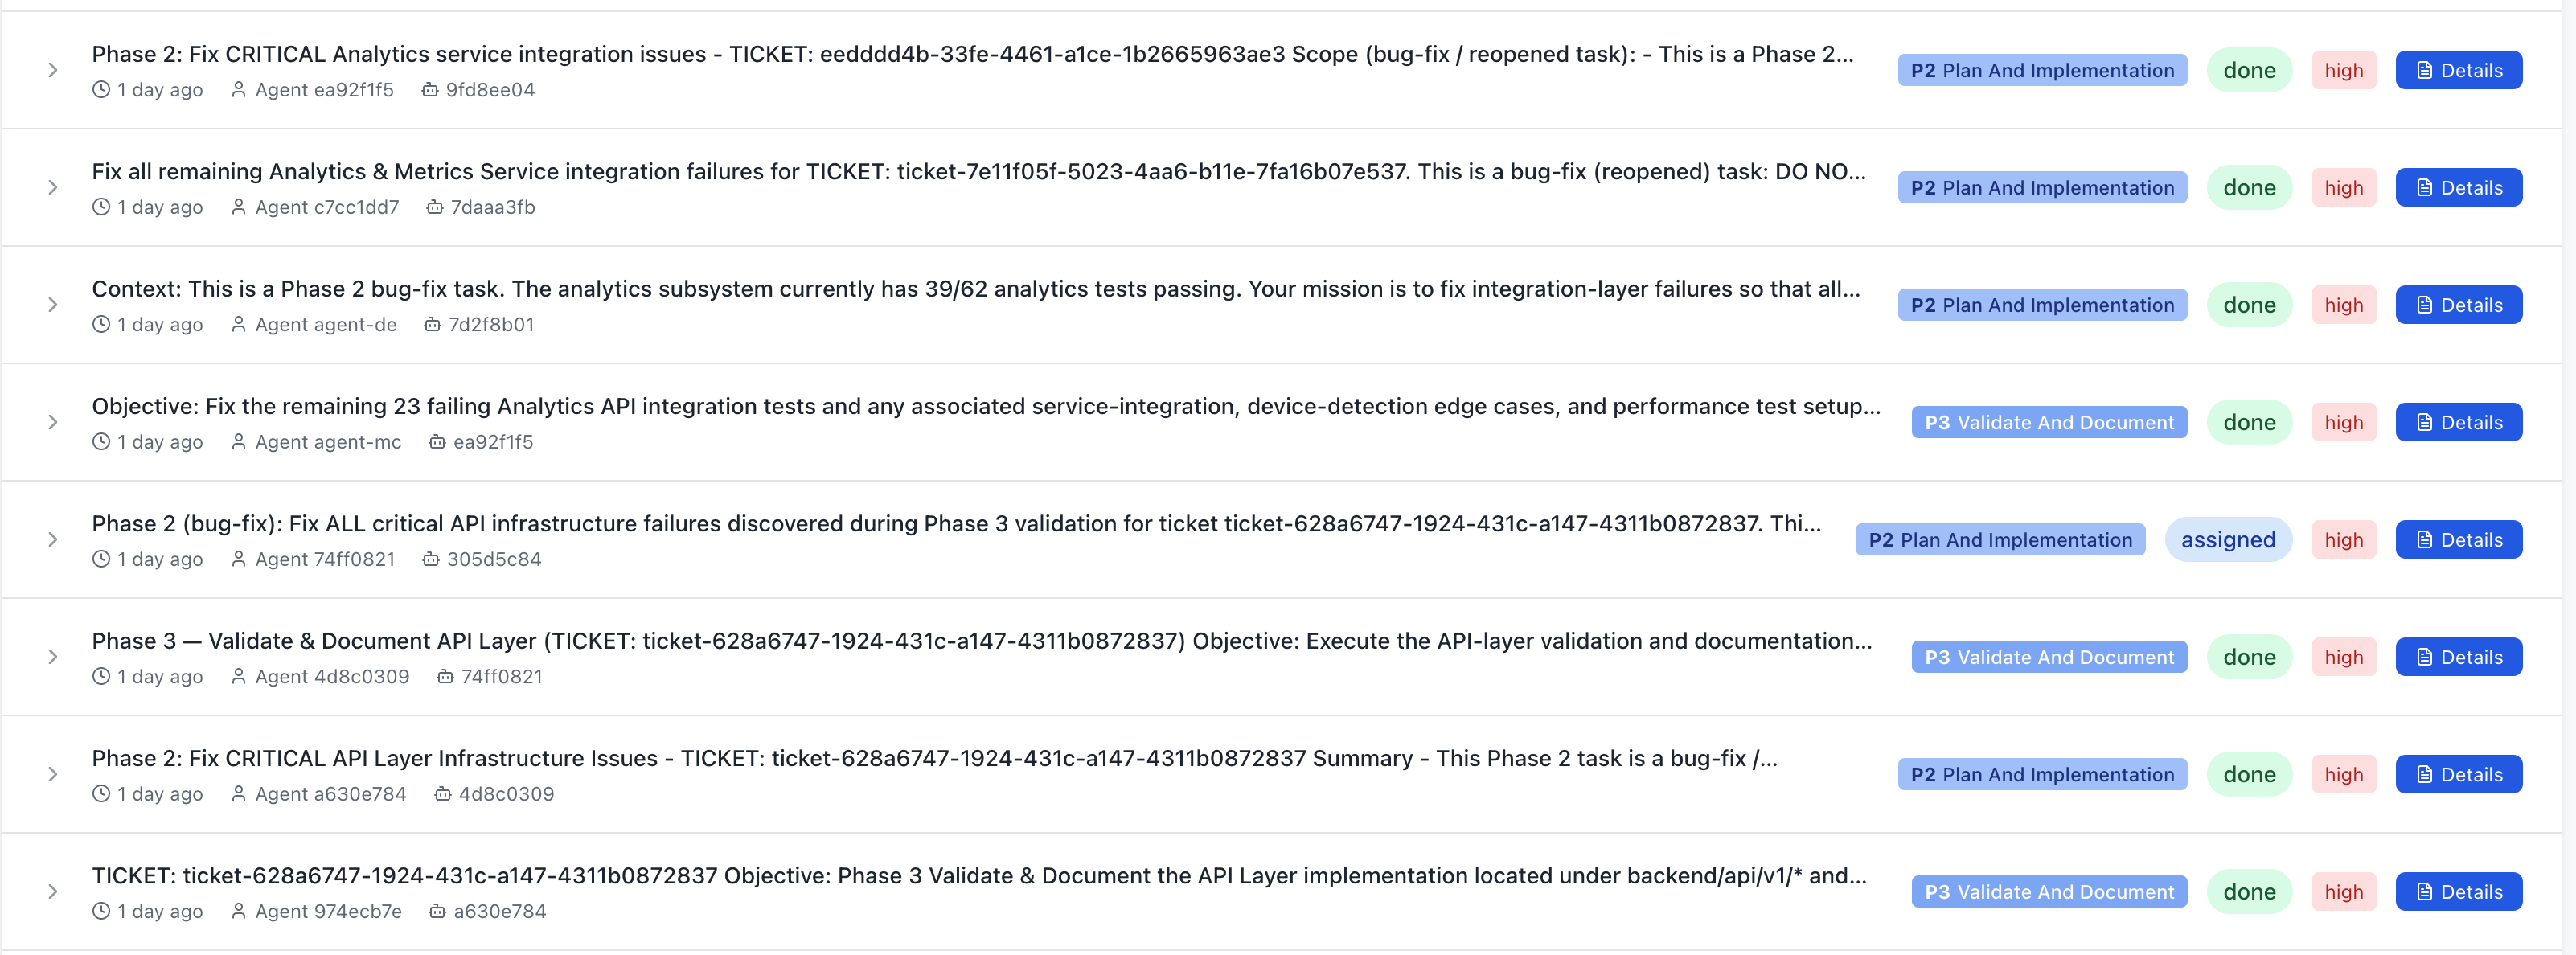 Phase 2: Fix CRITICAL Analytics service integration issues - TICKET: eedddd4b-33fe-4461-a1ce-1b2665963ae3 Scope (bug-fix / reopened task): - This is a Phase 2...
P2 Plan And Implementation done high Details
1 day ago Agent ea92f1f5 9fd8ee04
Fix all remaining Analytics & Metrics Service integration failures for TICKET: ticket-7e11f05f-5023-4aa6-b11e-7fa16b07e537. This is a bug-fix (reopened) task: DO NO...
P2 Plan And Implementation done high Details
1 day ago Agent c7cc1dd7 7daaa3fb
Context: This is a Phase 2 bug-fix task. The analytics subsystem currently has 39/62 analytics tests passing. Your mission is to fix integration-layer failures so that all...
P2 Plan And Implementation done high Details
1 day ago Agent agent-de 7d2f8b01
Objective: Fix the remaining 23 failing Analytics API integration tests and any associated service-integration, device-detection edge cases, and performance test setup...
P3 Validate And Document done high Details
1 day ago Agent agent-mc ea92f1f5
Phase 2 (bug-fix): Fix ALL critical API infrastructure failures discovered during Phase 3 validation for ticket ticket-628a6747-1924-431c-a147-4311b0872837. Thi...
P2 Plan And Implementation assigned high Details
1 day ago Agent 74ff0821 305d5c84
Phase 3 — Validate & Document API Layer (TICKET: ticket-628a6747-1924-431c-a147-4311b0872837) Objective: Execute the API-layer validation and documentation...
P3 Validate And Document done high Details
1 day ago Agent 4d8c0309 74ff0821
Phase 2: Fix CRITICAL API Layer Infrastructure Issues - TICKET: ticket-628a6747-1924-431c-a147-4311b0872837 Summary - This Phase 2 task is a bug-fix /...
P2 Plan And Implementation done high Details
1 day ago Agent a630e784 4d8c0309
TICKET: ticket-628a6747-1924-431c-a147-4311b0872837 Objective: Phase 3 Validate & Document the API Layer implementation located under backend/api/v1/* and...
P3 Validate And Document done high Details
1 day ago Agent 974ecb7e a630e784